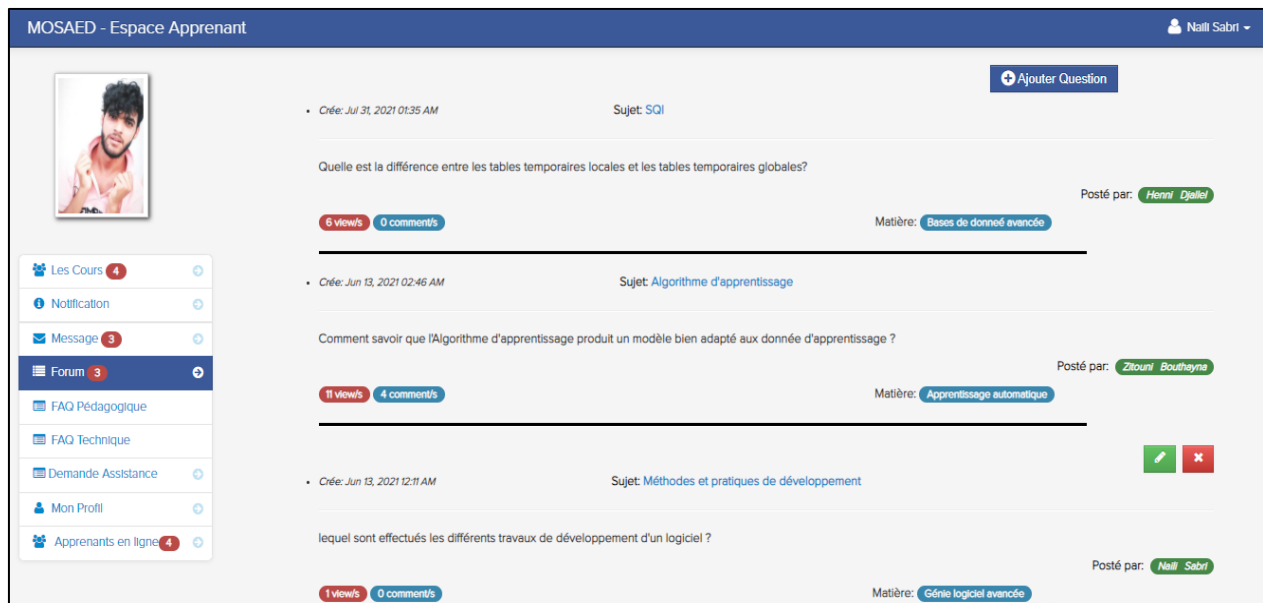 MOSAED - Espace Apprenant
Naili Sabri
Ajouter Question
Crée: Jul 31, 2021 01:35 AM
Sujet: SQl
Quelle est la différence entre les tables temporaires locales et les tables temporaires globales?
Posté par: Henni Djallel
6 view/s 0 comment/s
Matière: Bases de donneé avancée
Les Cours 4
Notification
Message 3
Forum 3
FAQ Pédagogique
FAQ Technique
Demande Assistance
Mon Profil
Apprenants en ligne 4
Crée: Jun 13, 2021 02:46 AM
Sujet: Algorithme d'apprentissage
Comment savoir que l'Algorithme d'apprentissage produit un modèle bien adapté aux donnée d'apprentissage ?
Posté par: Zitouni Bouthayna
11 view/s 4 comment/s
Matière: Apprentissage automatique
Crée: Jun 13, 2021 12:11 AM
Sujet: Méthodes et pratiques de développement
lequel sont effectués les différents travaux de développement d'un logiciel ?
Posté par: Naili Sabri
1 view/s 0 comment/s
Matière: Génie logiciel avancée